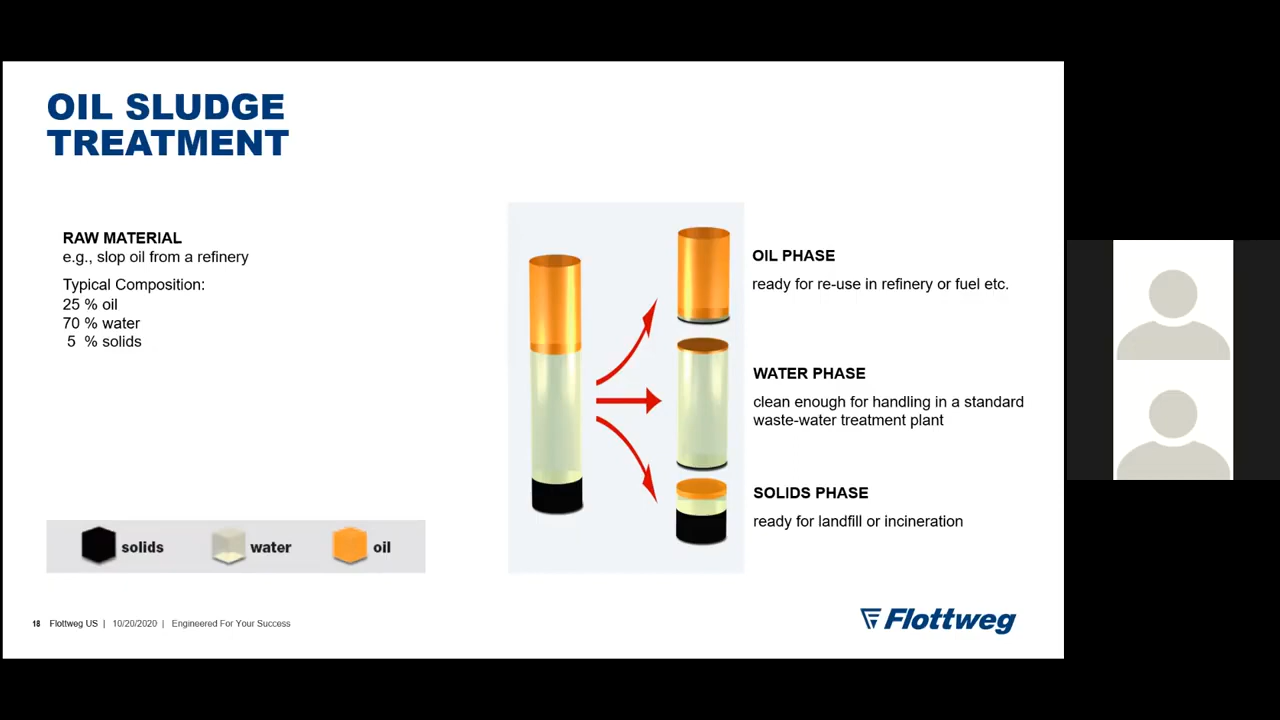 OIL SLUDGE
TREATMENT
RAW MATERIAL
e.g., slop oil from a refinery
Typical Composition:
25 % oil
70 % water
5 % solids
OIL PHASE
ready for re-use in refinery or fuel etc.
WATER PHASE
clean enough for handling in a standard
waste-water treatment plant
SOLIDS PHASE
ready for landfill or incineration
solids water oil
18 Flottweg US | 10/20/2020 | Engineered For Your Success
Flottweg